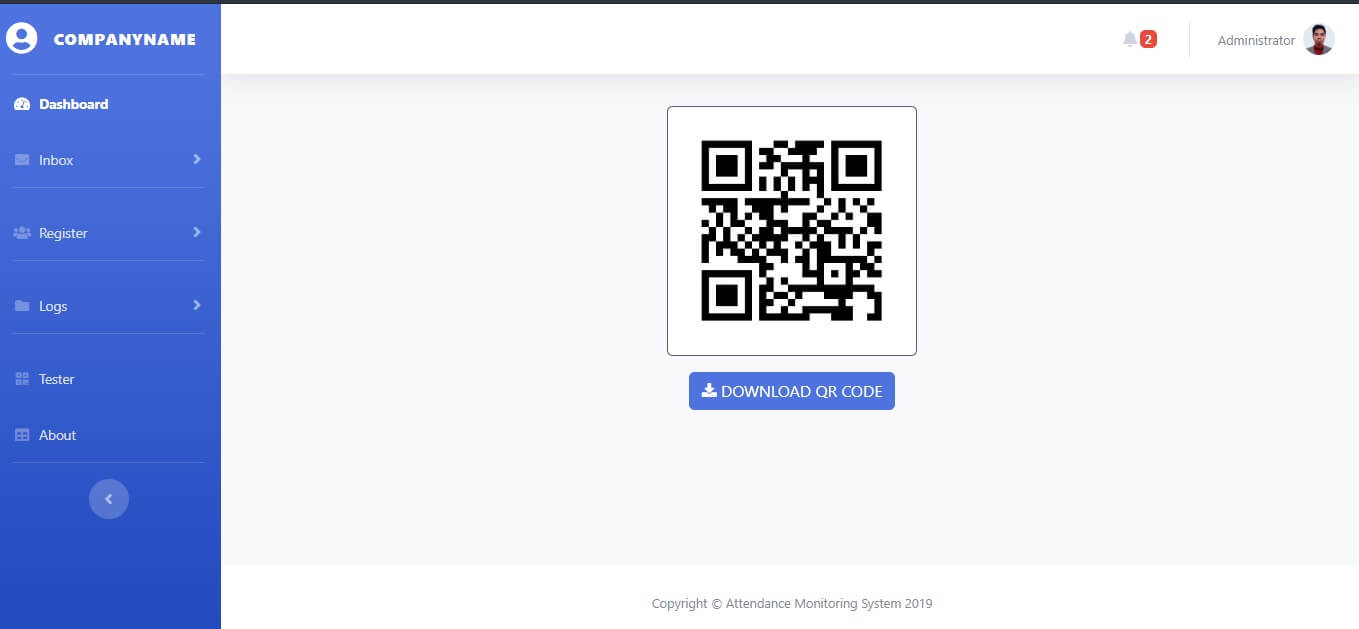 COMPANYNAME
2
Administrator
Dashboard
Inbox
Register
Logs
Tester
About
DOWNLOAD QR CODE
Copyright © Attendance Monitoring System 2019